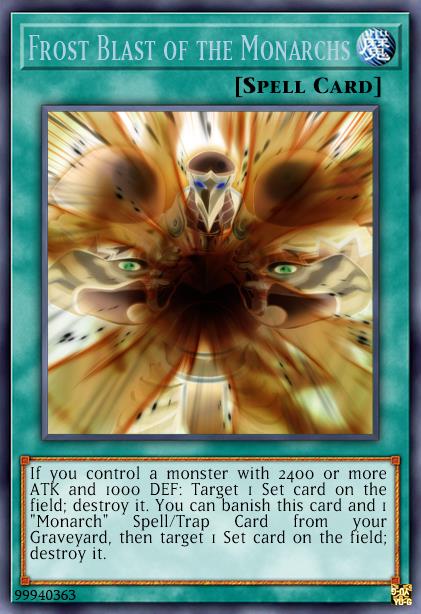 FROST BLAST OF THE MONARCHS
[SPELL CARD]
If you control a monster with 2400 or more
ATK and 1000 DEF: Target 1 Set card on the
field; destroy it. You can banish this card and 1
"Monarch" Spell/Trap Card from your
Graveyard, then target 1 Set card on the field;
destroy it.
99940363